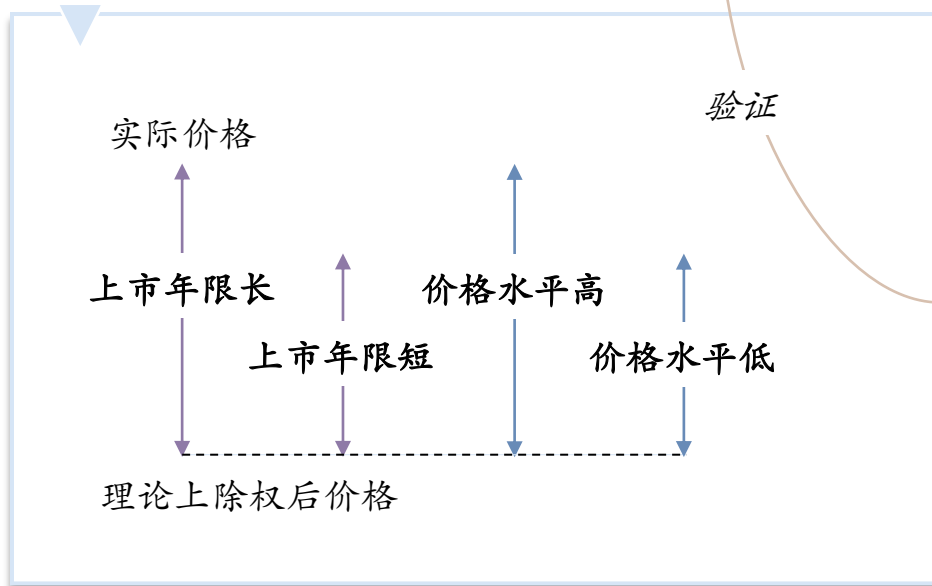 验证
实际价格
上市年限长
价格水平高
上市年限短
价格水平低
理论上除权后价格